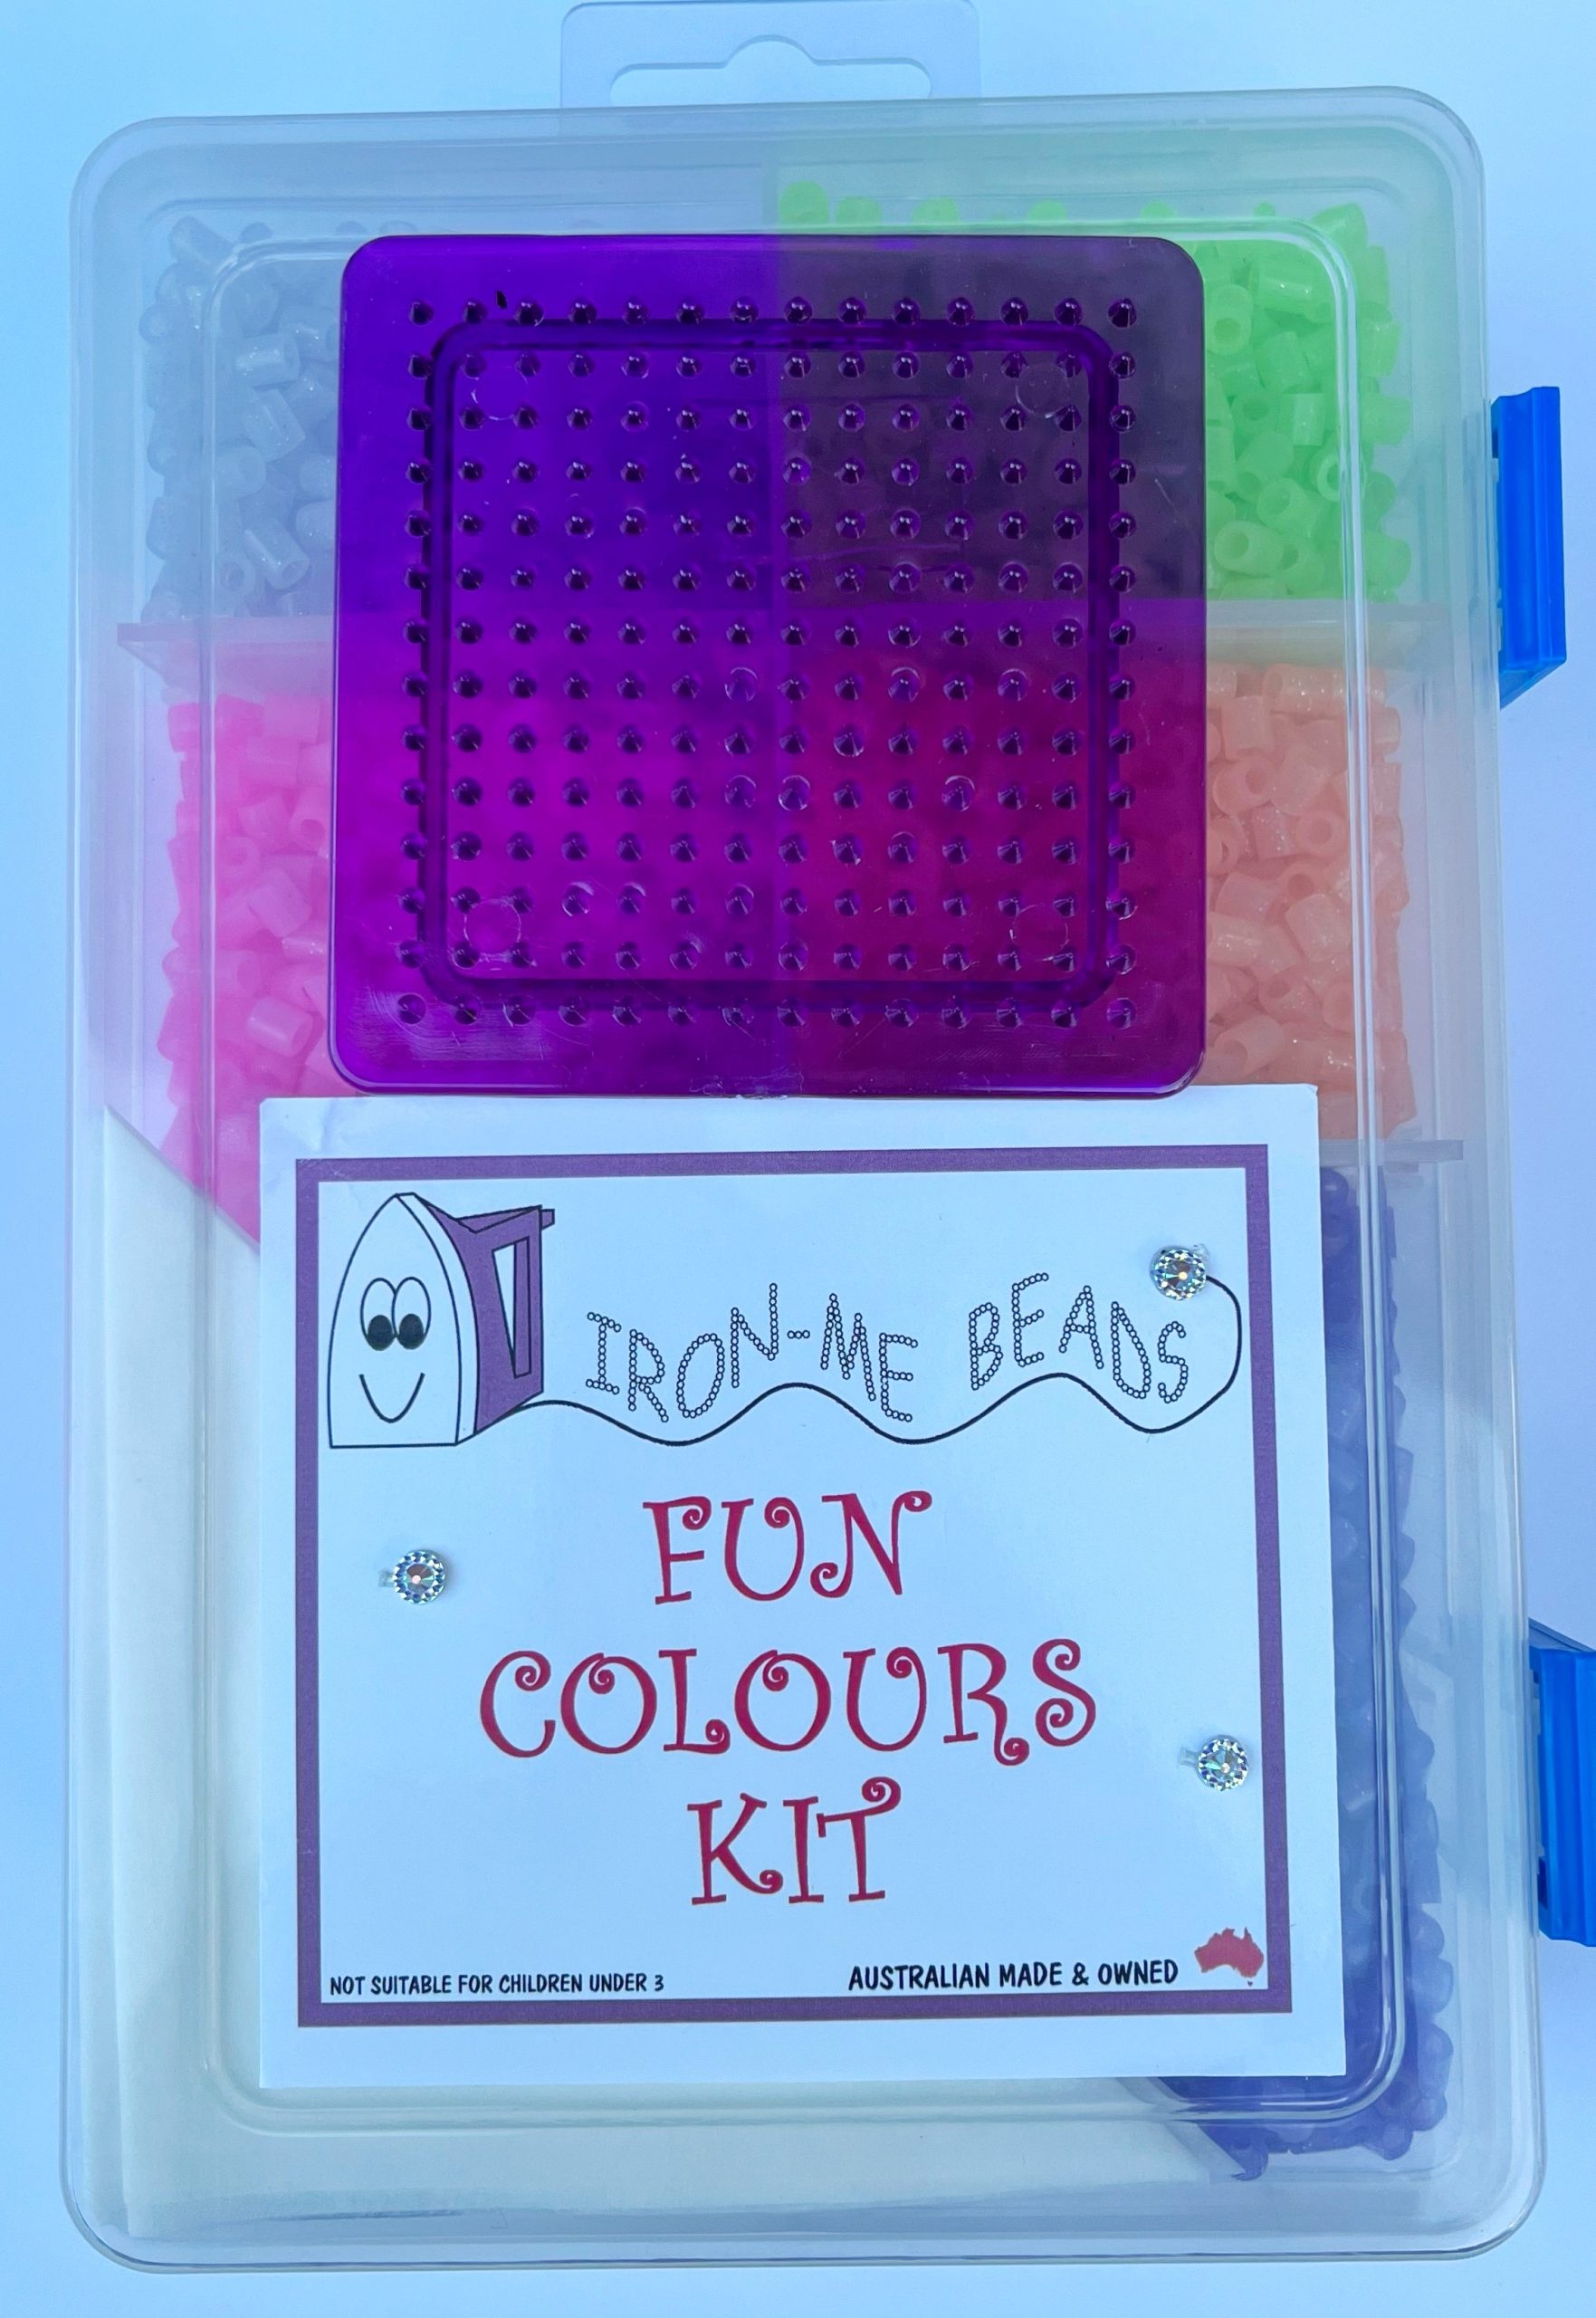 IRON-ME BEADS
FUN
COLOURS
KIT
NOT SUITABLE FOR CHILDREN UNDER 3
AUSTRALIAN MADE & OWNED